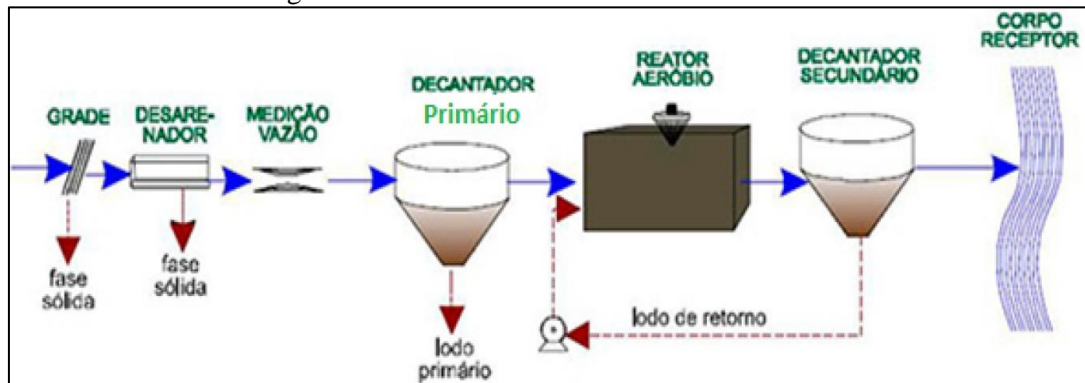 GRADE
DESARE-
NADOR
MEDIÇÃO
VAZÃO
DECANTADOR
Primário
REATOR
AERÓBIO
DECANTADOR
SECUNDÁRIO
CORPO
RECEPTOR
fase
sólida
fase
sólida
lodo
primário
lodo de retorno